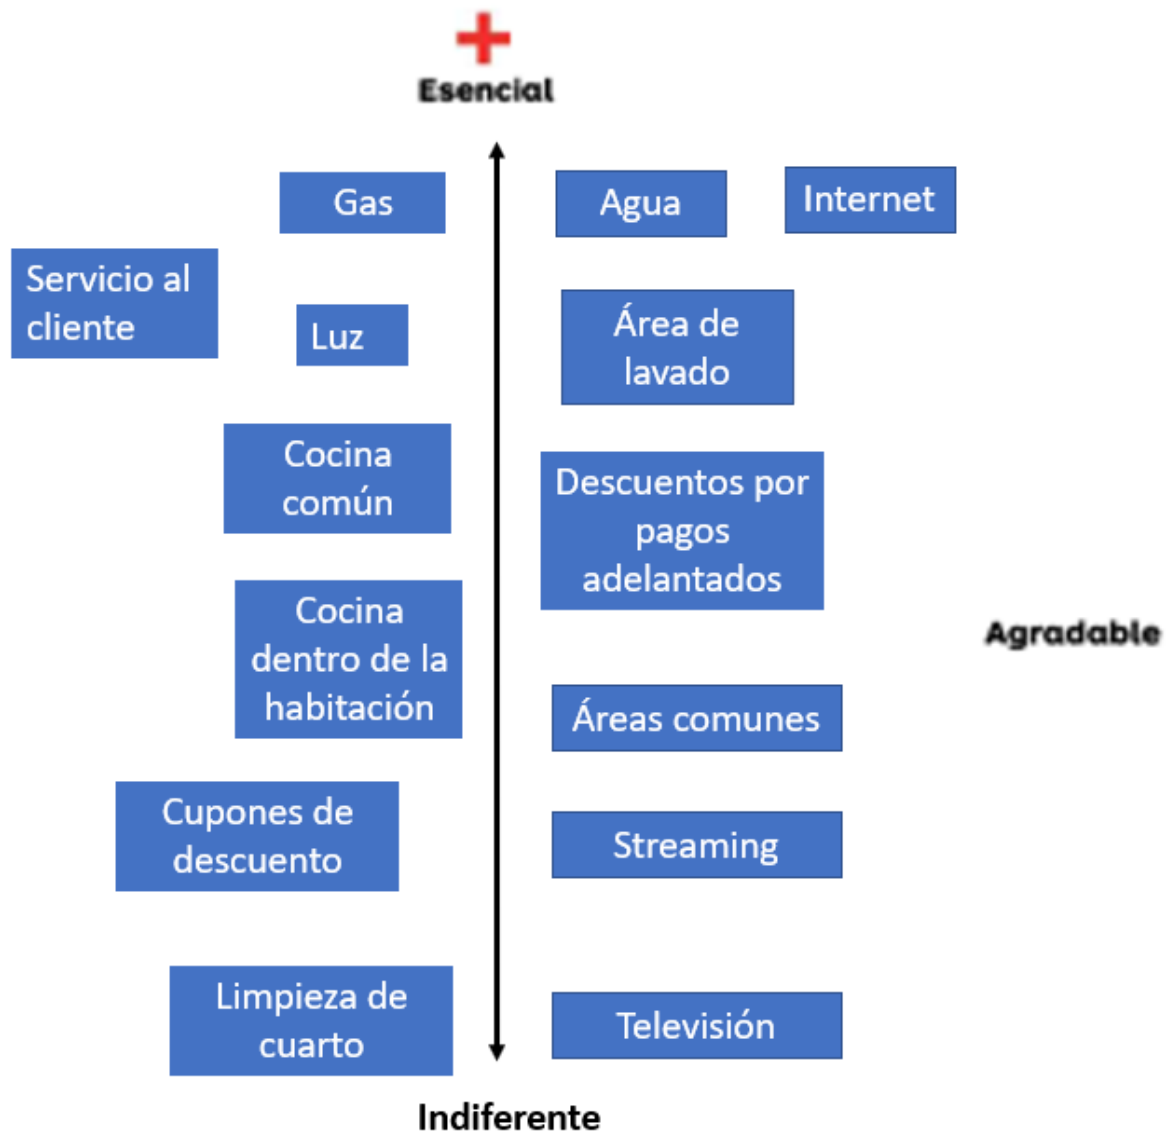 Esencial
Gas
Agua
Internet
Servicio al
cliente
Luz
Área de
lavado
Cocina
común
Descuentos por
pagos
adelantados
Cocina
dentro de la
habitación
Agradable
Áreas comunes
Cupones de
descuento
Streaming
Limpieza de
cuarto
Televisión
Indiferente